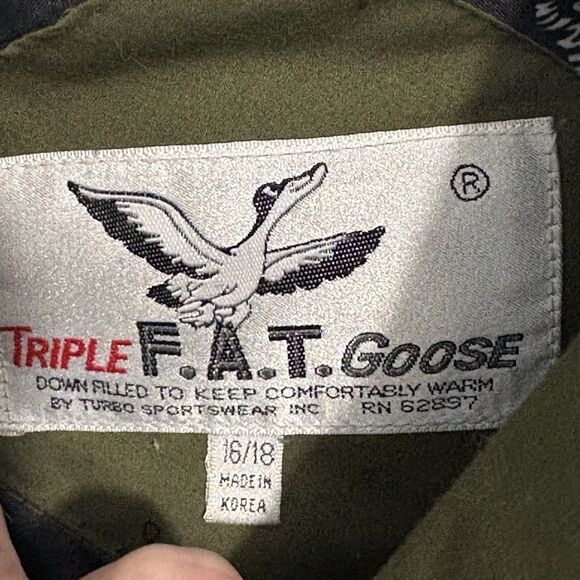 ®
TRIPLE F.A.T. GOOSE
DOWN FILLED TO KEEP COMFORTABLY WARM
BY TURBO SPORTSWEAR INC RN 62897
16/18
MADE IN
KOREA